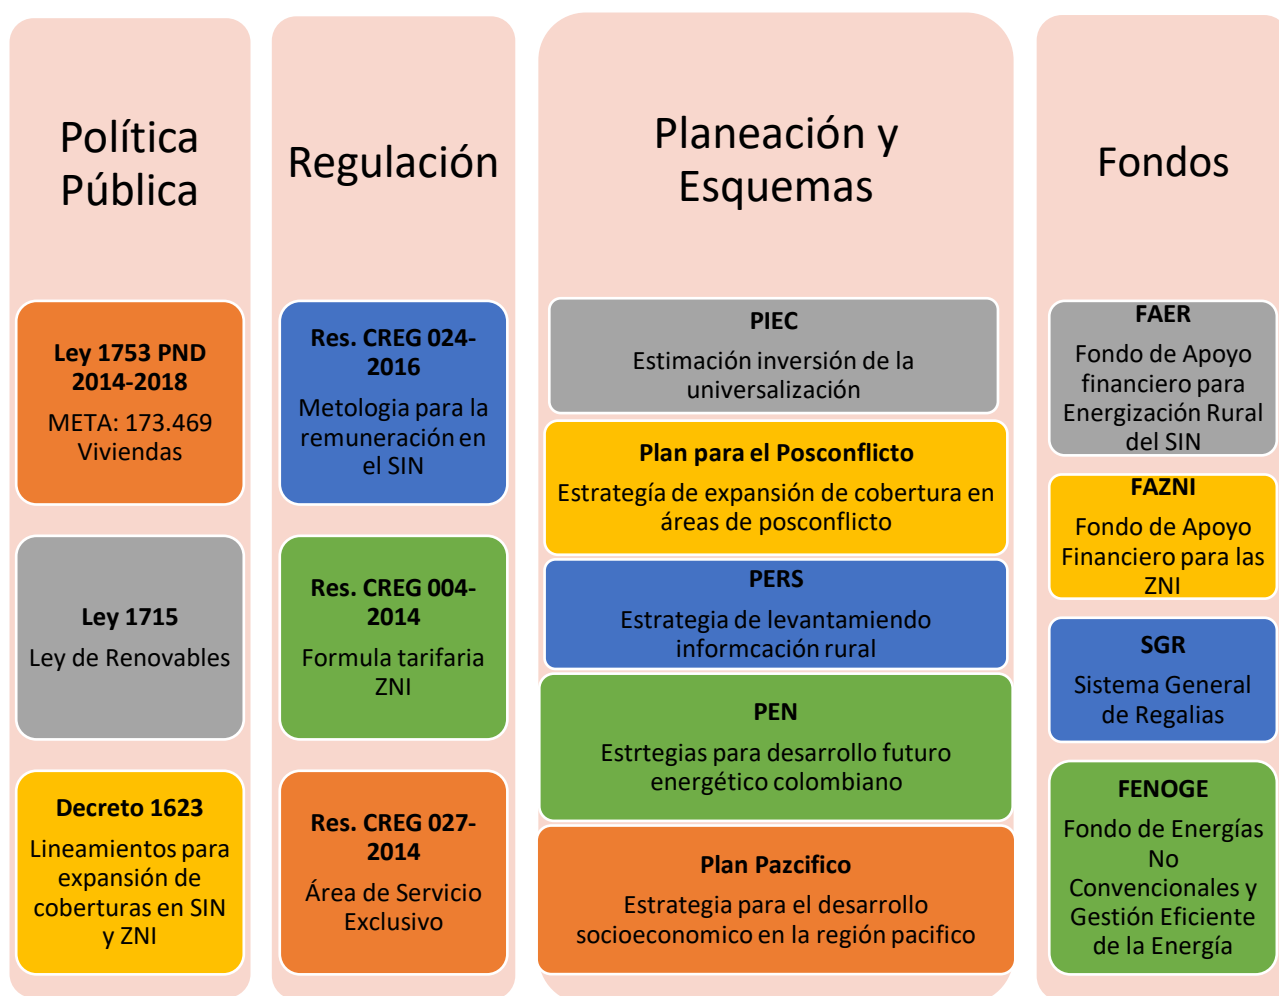 Política
Pública
Ley 1753 PND
2014-2018
META: 173.469
Viviendas
Ley 1715
Ley de Renovables
Decreto 1623
Lineamientos para
expansión de
coberturas en SIN
y ZNI
Regulación
Res. CREG 024-
2016
Metologia para la
remuneración en
el SIN
Res. CREG 004-
2014
Formula tarifaria
ZNI
Res. CREG 027-
2014
Área de Servicio
Exclusivo
Planeación y
Esquemas
PIEC
Estimación inversión de la
universalización
Plan para el Posconflicto
Estrategía de expansión de cobertura en
áreas de posconflicto
PERS
Estrategia de levantamiendo
informcación rural
PEN
Estrtegias para desarrollo futuro
energético colombiano
Plan Pazcifico
Estrategia para el desarrollo
socioeconomico en la región pacifico
Fondos
FAER
Fondo de Apoyo
financiero para
Energización Rural
del SIN
FAZNI
Fondo de Apoyo
Financiero para las
ZNI
SGR
Sistema General
de Regalias
FENOGE
Fondo de Energías
No
Convencionales y
Gestión Eficiente
de la Energía